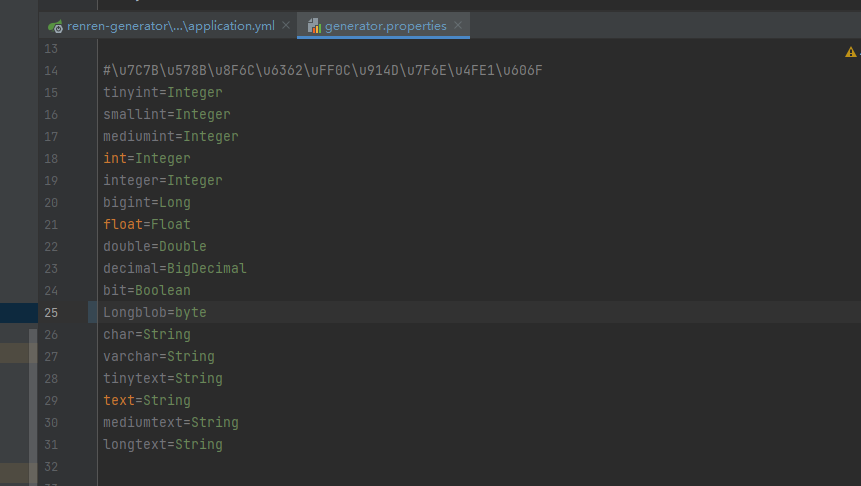 renren-generator\...\application.yml
generator.properties
13
14 #\u7C7B\u578B\u8F6C\u6362\uFF0C\u914D\u7F6E\u4FE1\u606F
15 tinyint=Integer
16 smallint=Integer
17 mediumint=Integer
18 int=Integer
19 integer=Integer
20 bigint=Long
21 float=Float
22 double=Double
23 decimal=BigDecimal
24 bit=Boolean
25 Longblob=byte
26 char=String
27 varchar=String
28 tinytext=String
29 text=String
30 mediumtext=String
31 longtext=String
32